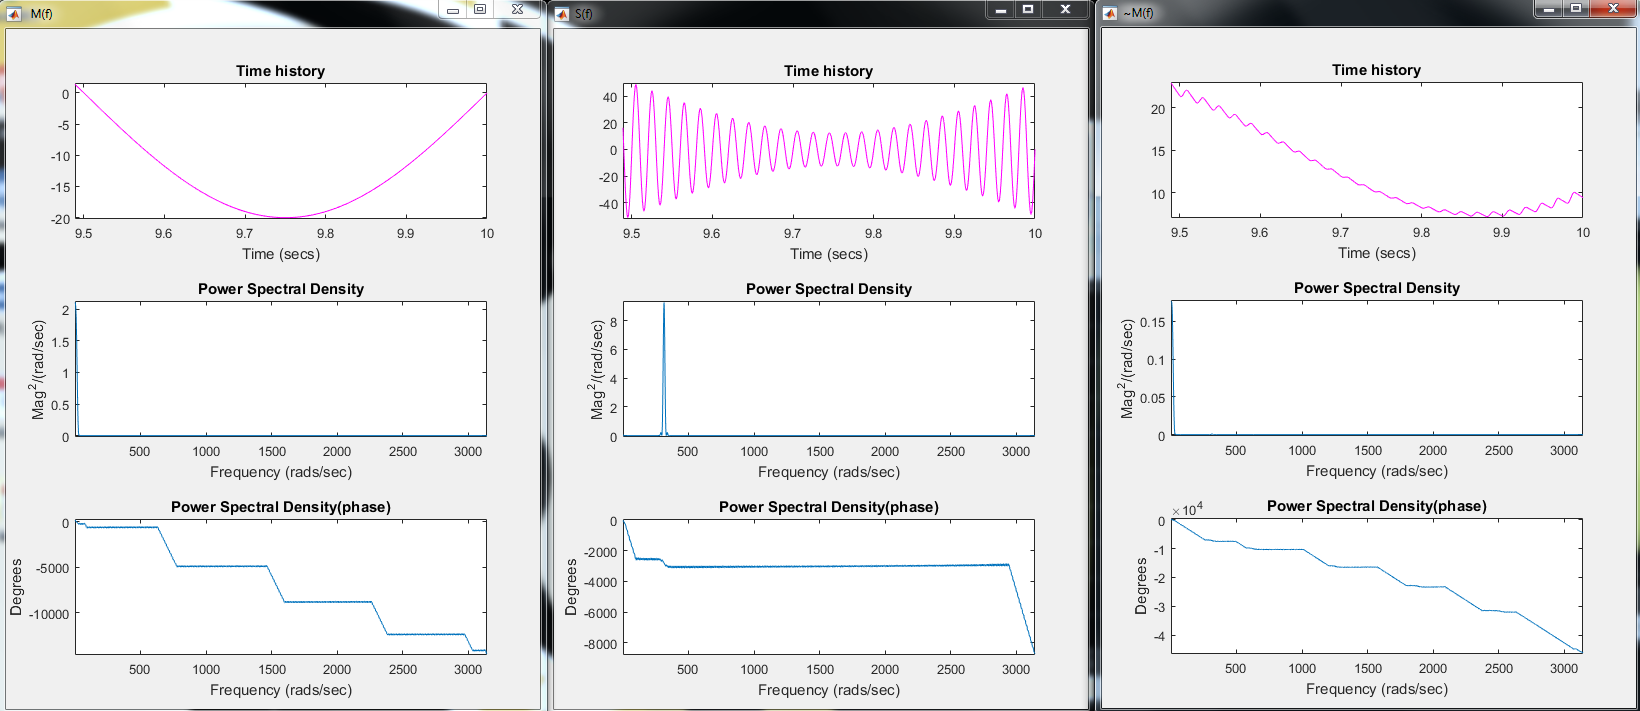 M(f)
Time history
0
-5
-10
-15
-20
9.5 9.6 9.7 9.8 9.9 10
Time (secs)
Power Spectral Density
2
1.5
1
0.5
0
Mag2/(rad/sec)
500 1000 1500 2000 2500 3000
Frequency (rads/sec)
Power Spectral Density(phase)
0
-5000
-10000
Degrees
500 1000 1500 2000 2500 3000
Frequency (rads/sec)
S(f)
Time history
40
20
0
-20
-40
9.5 9.6 9.7 9.8 9.9 10
Time (secs)
Power Spectral Density
8
6
4
2
0
Mag2/(rad/sec)
500 1000 1500 2000 2500 3000
Frequency (rads/sec)
Power Spectral Density(phase)
0
-2000
-4000
-6000
-8000
Degrees
500 1000 1500 2000 2500 3000
Frequency (rads/sec)
~M(f)
Time history
20
15
10
9.5 9.6 9.7 9.8 9.9 10
Time (secs)
Power Spectral Density
0.15
0.1
0.05
0
Mag2/(rad/sec)
500 1000 1500 2000 2500 3000
Frequency (rads/sec)
Power Spectral Density(phase)
×104
0
-1
-2
-3
-4
Degrees
500 1000 1500 2000 2500 3000
Frequency (rads/sec)